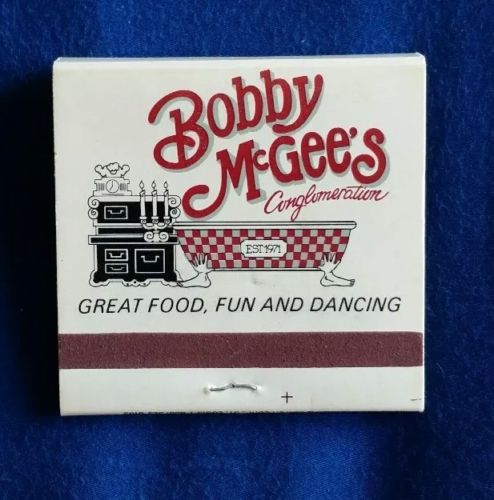 Bobby
McGee's
Conglomeration
EST. 1971
GREAT FOOD, FUN AND DANCING